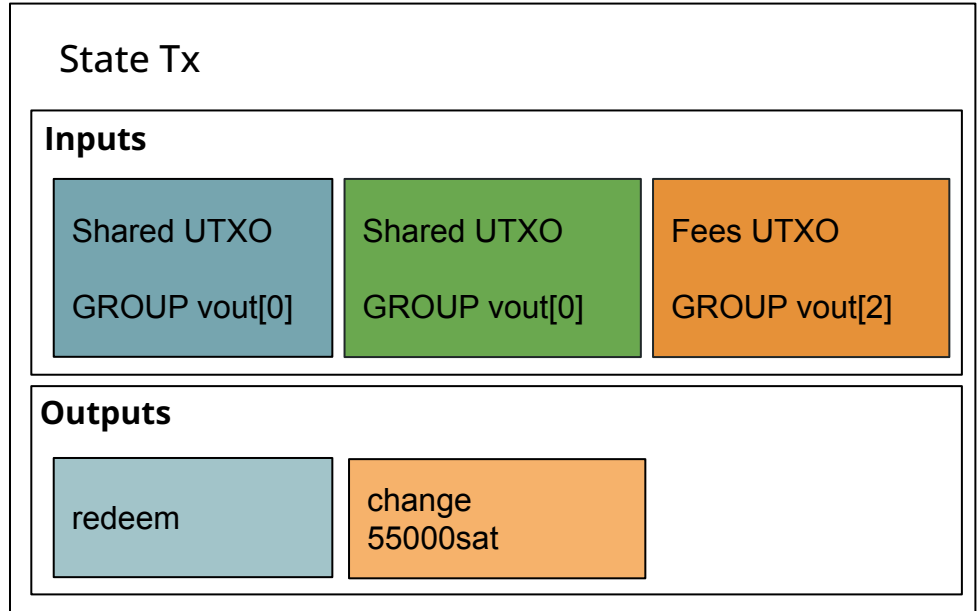 State Tx
Inputs
Shared UTXO
GROUP vout[0]
Shared UTXO
GROUP vout[0]
Fees UTXO
GROUP vout[2]
Outputs
redeem
change
55000sat